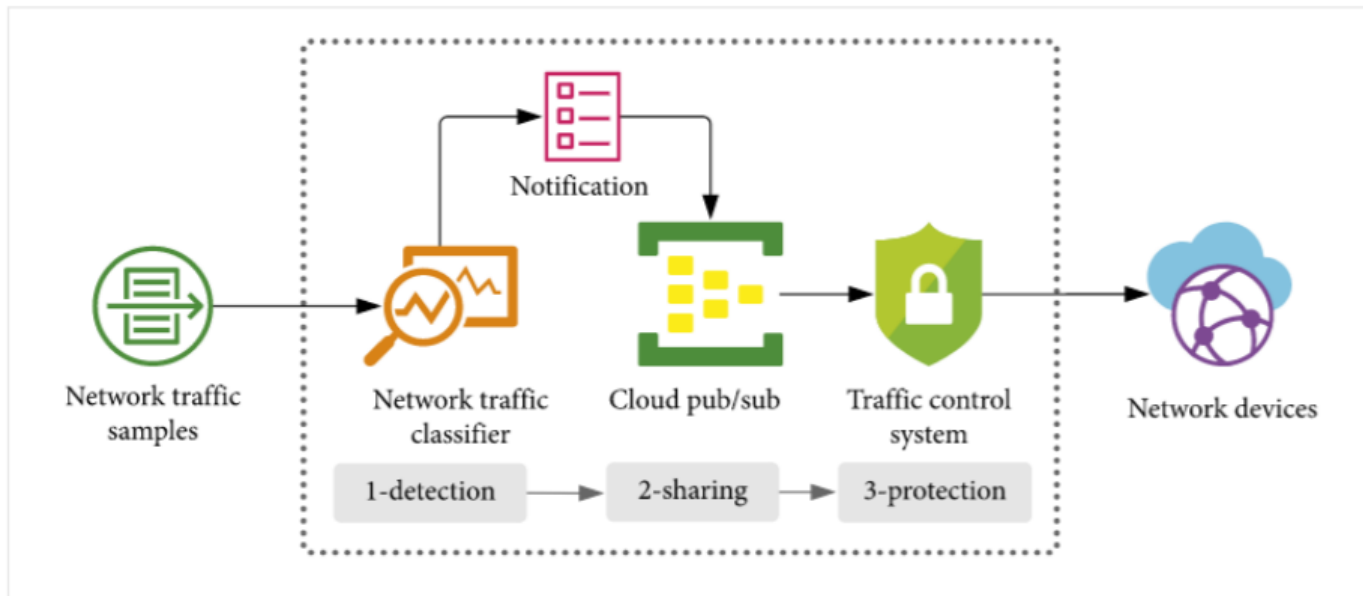 Notification
Network traffic
samples
Network traffic
classifier
Cloud pub/sub
Traffic control
system
Network devices
1-detection
2-sharing
3-protection